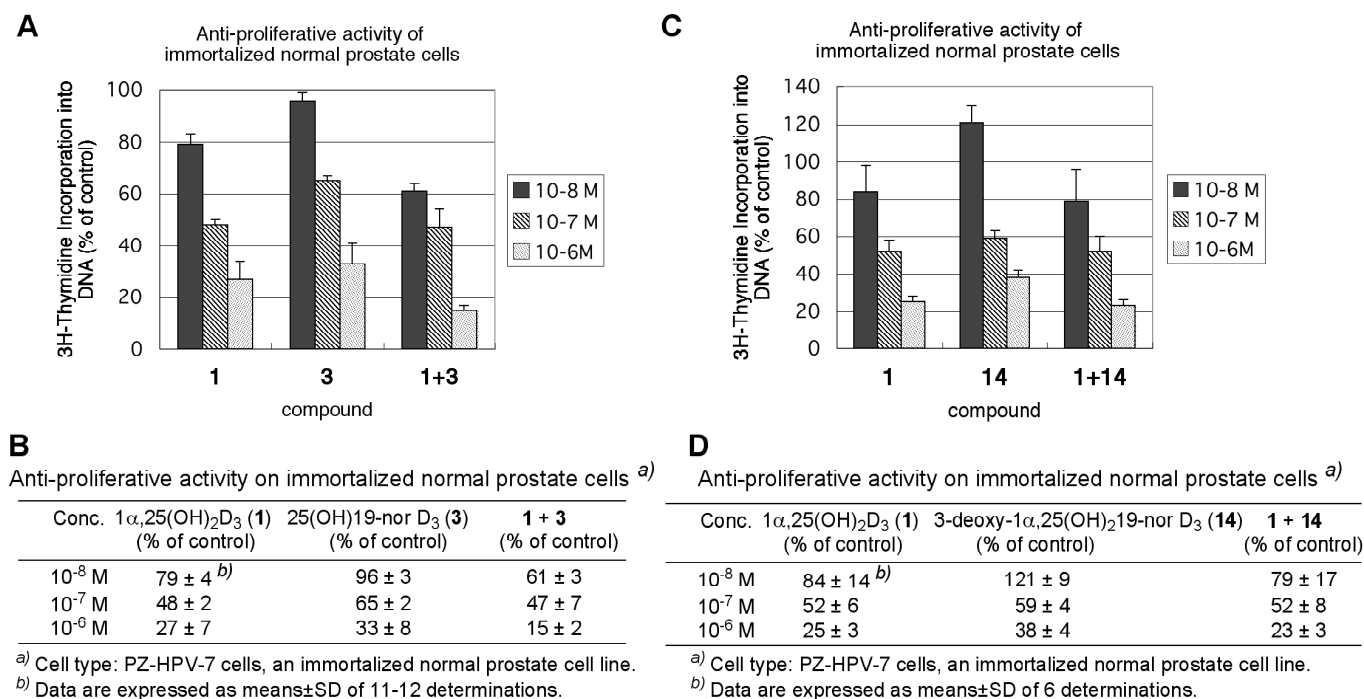 A
Anti-proliferative activity of
immortalized normal prostate cells
3H-Thymidine Incorporation into
DNA (% of control)
100
80
60
40
20
0
1 3 1+3
compound
10-8 M
10-7 M
10-6M
B
Anti-proliferative activity on immortalized normal prostate cells a)
Conc. 1α,25(OH)2D3 (1) 25(OH)19-nor D3 (3) 1 + 3
(% of control) (% of control) (% of control)
10-8 M 79 ± 4 b) 96 ± 3 61 ± 3
10-7 M 48 ± 2 65 ± 2 47 ± 7
10-6 M 27 ± 7 33 ± 8 15 ± 2
a) Cell type: PZ-HPV-7 cells, an immortalized normal prostate cell line.
b) Data are expressed as means±SD of 11-12 determinations.
C
Anti-proliferative activity of
immortalized normal prostate cells
3H-Thymidine Incorporation into
DNA (% of control)
140
120
100
80
60
40
20
0
1 14 1+14
compound
10-8 M
10-7 M
10-6M
D
Anti-proliferative activity on immortalized normal prostate cells a)
Conc. 1α,25(OH)2D3 (1) 3-deoxy-1α,25(OH)219-nor D3 (14) 1 + 14
(% of control) (% of control) (% of control)
10-8 M 84 ± 14 b) 121 ± 9 79 ± 17
10-7 M 52 ± 6 59 ± 4 52 ± 8
10-6 M 25 ± 3 38 ± 4 23 ± 3
a) Cell type: PZ-HPV-7 cells, an immortalized normal prostate cell line.
b) Data are expressed as means±SD of 6 determinations.